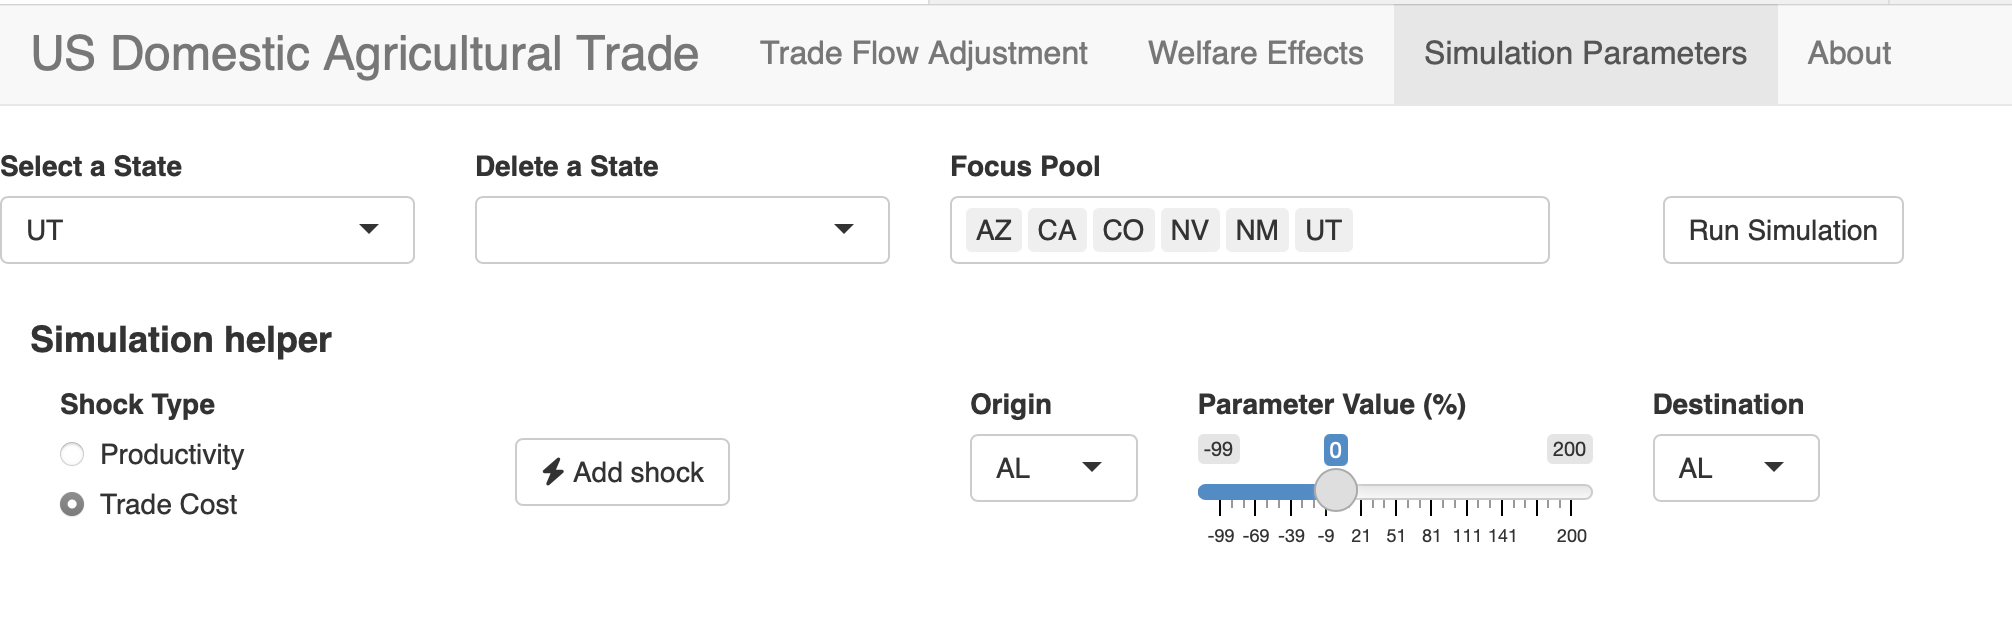 US Domestic Agricultural Trade Trade Flow Adjustment Welfare Effects Simulation Parameters About
Select a State Delete a State Focus Pool
UT AZ CA CO NV NM UT Run Simulation
Simulation helper
Shock Type Origin Parameter Value (%) Destination
-99 0 200
Productivity
Add shock AL AL
Trade Cost
-99 -69 -39 -9 21 51 81 111 141 200